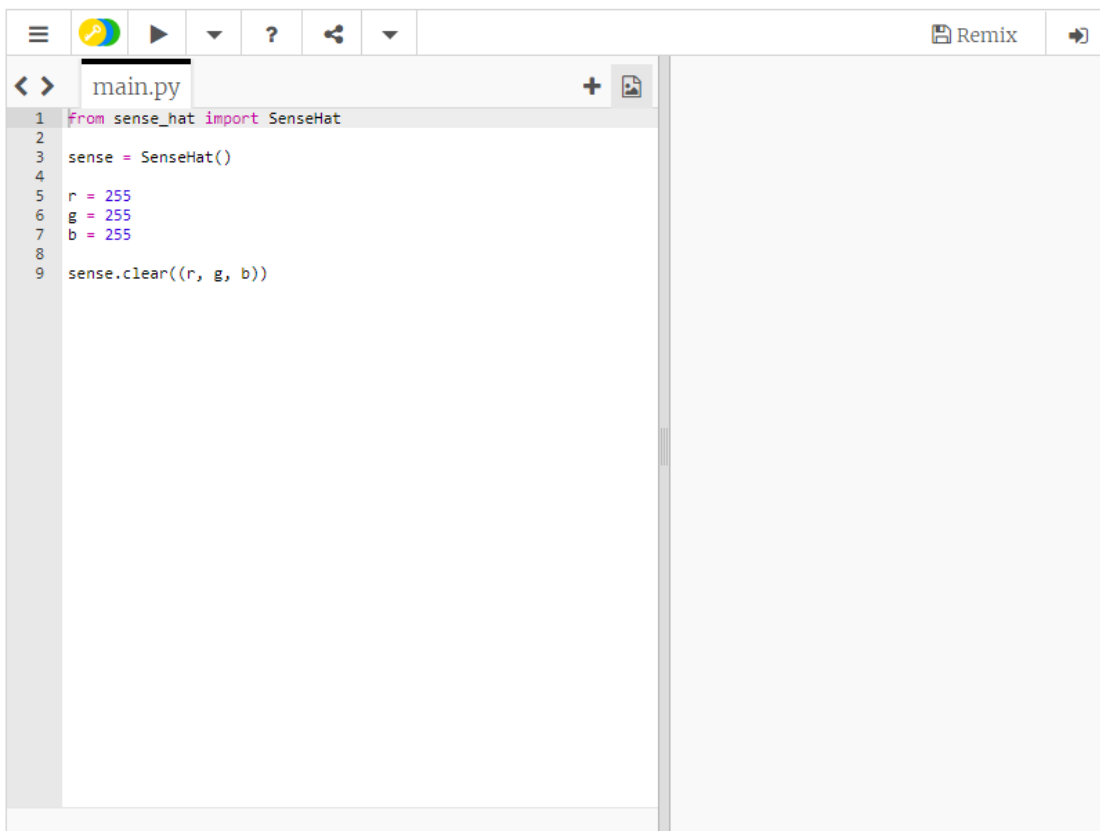 ? Remix
main.py
1 from sense_hat import SenseHat
2
3 sense = SenseHat()
4
5 r = 255
6 g = 255
7 b = 255
8
9 sense.clear((r, g, b))